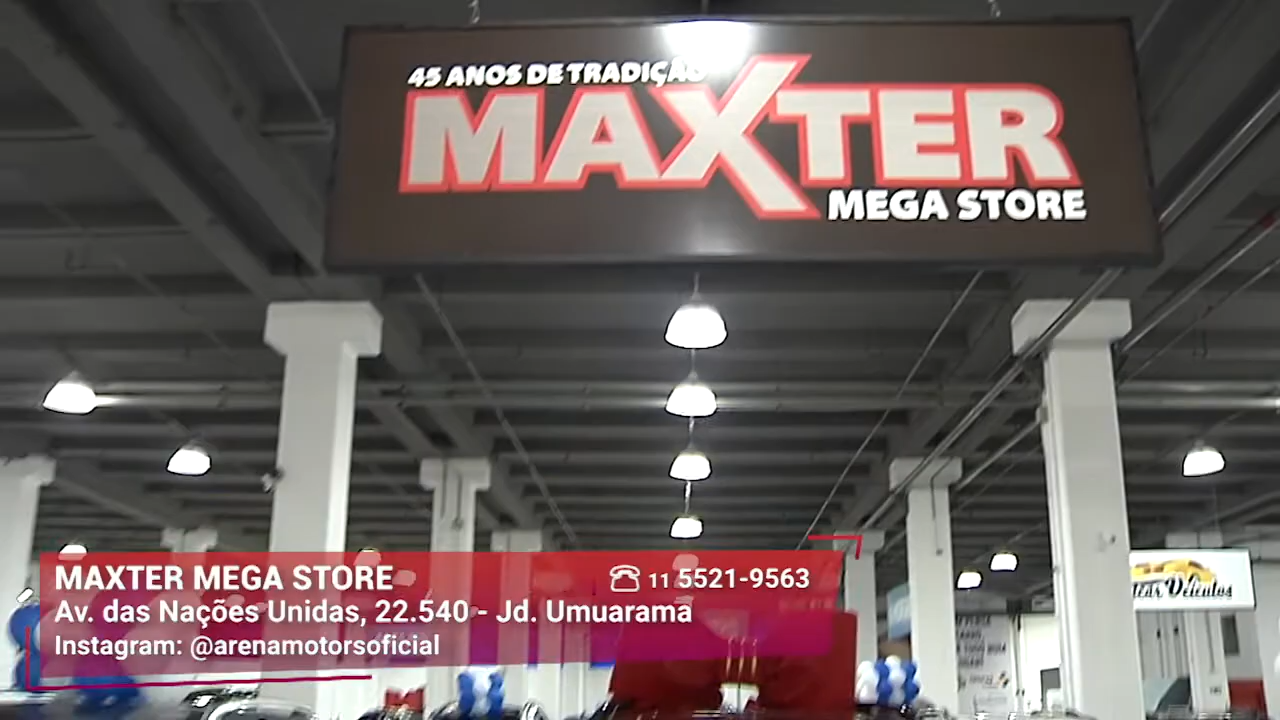 45 ANOS DE TRADIÇÃO
MAXTER
MEGA STORE
MAXTER MEGA STORE
11 5521-9563
Av. das Nações Unidas, 22.540 - Jd. Umuarama
Instagram: @arenamotorsoficial
Veículos